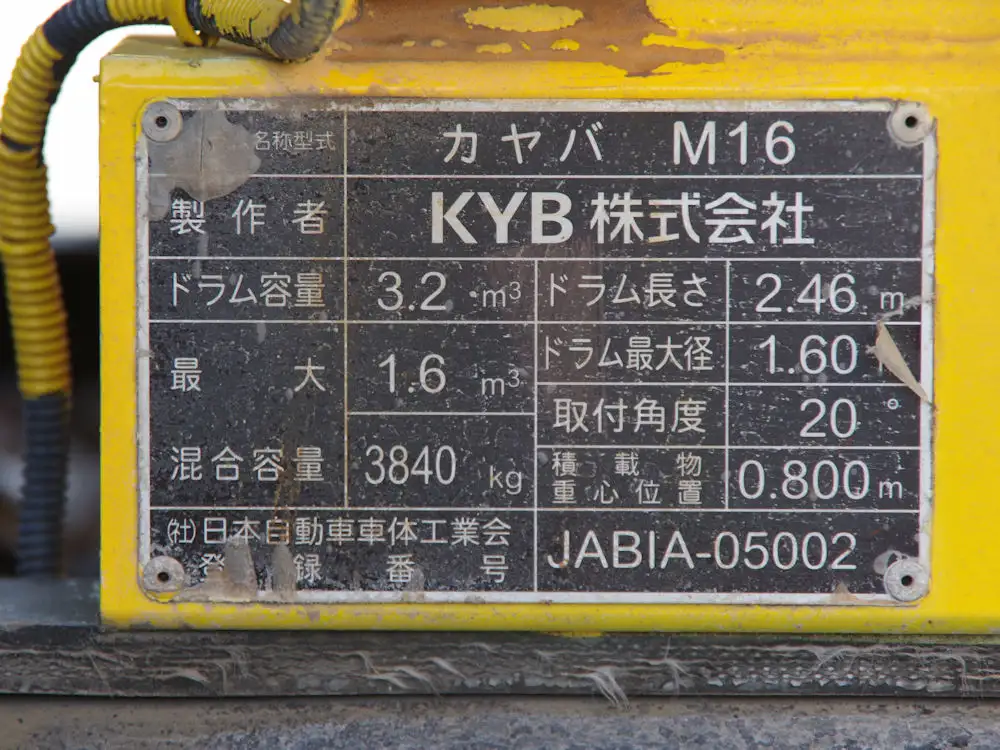 名称型式 カヤバ M16
製作者 KYB 株式会社
ドラム容量 3.2 m³ ドラム長さ 2.46 m
最大 1.6 m³ ドラム最大径 1.60
取付角度 20°
混合容量 3840 kg 積載物重心位置 0.800 m
(社)日本自動車車体工業会 JABIA-05002
登録番号